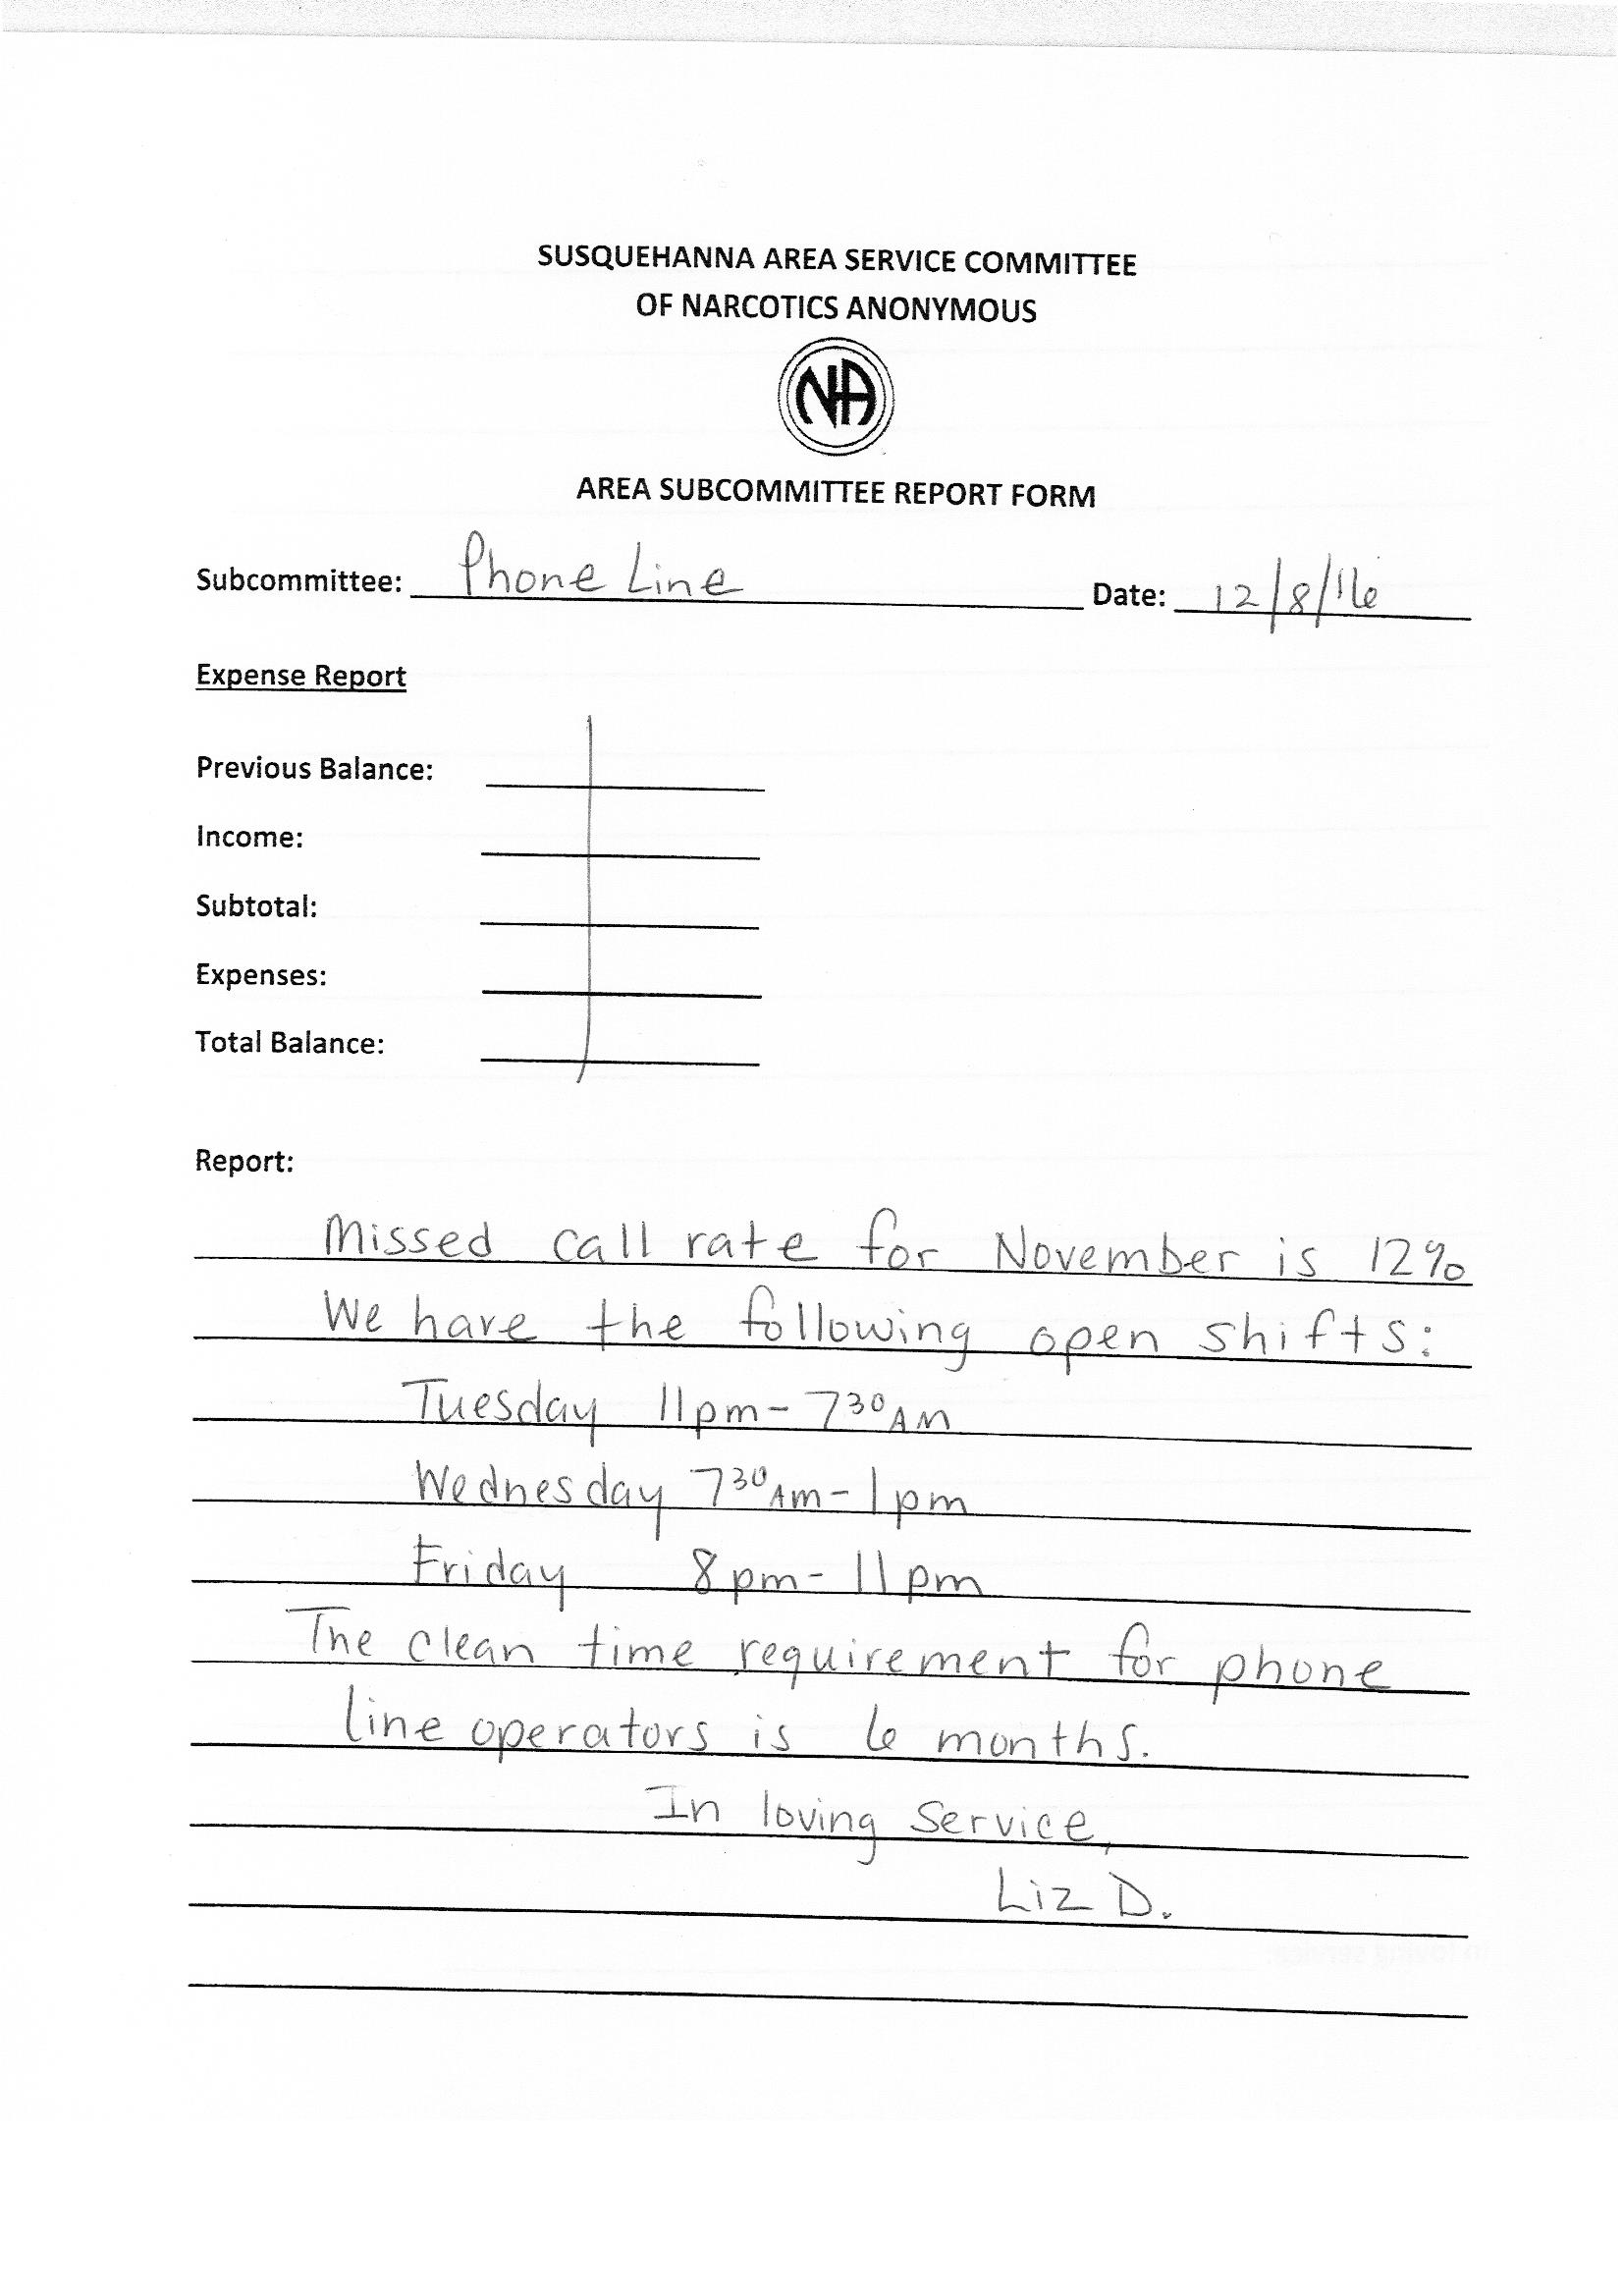 SUSQUEHANNA AREA SERVICE COMMITTEE
OF NARCOTICS ANONYMOUS
NA
AREA SUBCOMMITTEE REPORT FORM
Subcommittee: Phone Line Date: 12/8/16
Expense Report
Previous Balance:
Income:
Subtotal:
Expenses:
Total Balance:
Report:
Missed call rate for November is 12%
We have the following open shifts:
Tuesday 11pm - 7³⁰AM
Wednesday 7³⁰AM - 1pm
Friday 8pm - 11pm
The clean time requirement for phone
line operators is 6 months.
In loving service,
Liz D.